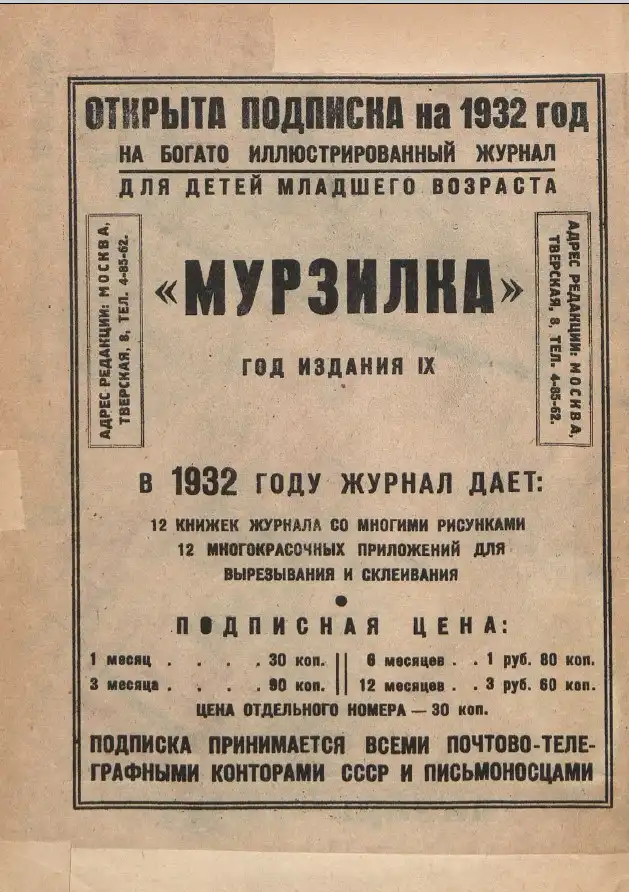 ОТКРЫТА ПОДПИСКА на 1932 год
НА БОГАТО ИЛЛЮСТРИРОВАННЫЙ ЖУРНАЛ
ДЛЯ ДЕТЕЙ МЛАДШЕГО ВОЗРАСТА
АДРЕС РЕДАКЦИИ: МОСКВА,
ТВЕРСКАЯ, 8, ТЕЛ. 4-85-62.
«МУРЗИЛКА»
ГОД ИЗДАНИЯ IX
АДРЕС РЕДАКЦИИ: МОСКВА,
ТВЕРСКАЯ, 8, ТЕЛ. 4-85-62.
В 1932 ГОДУ ЖУРНАЛ ДАЕТ:
12 КНИЖЕК ЖУРНАЛА СО МНОГИМИ РИСУНКАМИ
12 МНОГОКРАСОЧНЫХ ПРИЛОЖЕНИЙ ДЛЯ
ВЫРЕЗЫВАНИЯ И СКЛЕИВАНИЯ
ПОДПИСНАЯ ЦЕНА:
1 месяц . . . . 30 коп. || 6 месяцев . . 1 руб. 80 коп.
3 месяца . . . . 90 коп. || 12 месяцев . . 3 руб. 60 коп.
ЦЕНА ОТДЕЛЬНОГО НОМЕРА — 30 коп.
ПОДПИСКА ПРИНИМАЕТСЯ ВСЕМИ ПОЧТОВО-ТЕЛЕ-
ГРАФНЫМИ КОНТОРАМИ СССР И ПИСЬМОНОСЦАМИ